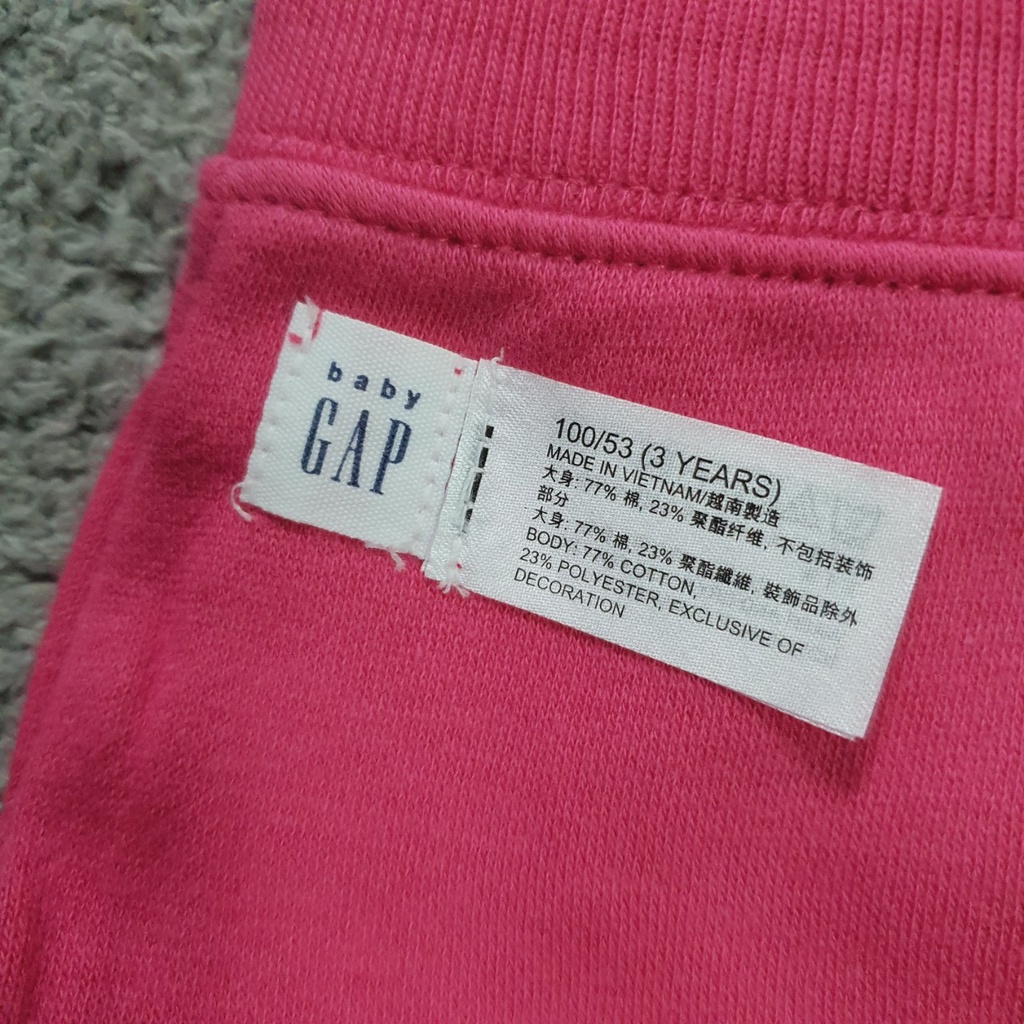 baby
GAP
100/53 (3 YEARS)
MADE IN VIETNAM/越南製造
大身: 77% 棉, 23% 聚酯纤维, 不包括装饰
部分
大身: 77% 棉, 23% 聚酯纖維, 裝飾品除外
BODY: 77% COTTON,
23% POLYESTER, EXCLUSIVE OF
DECORATION